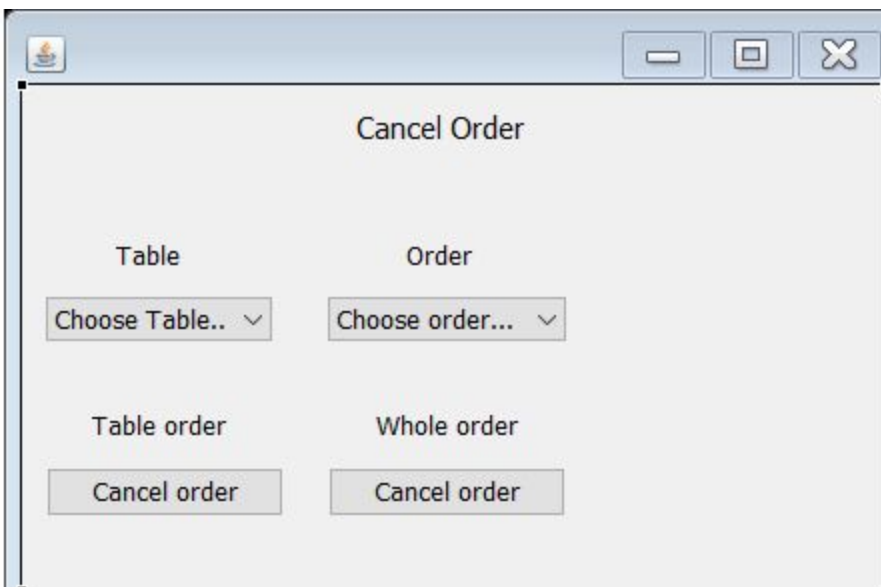 Cancel Order
Table Order
Choose Table.. Choose order...
Table order Whole order
Cancel order Cancel order